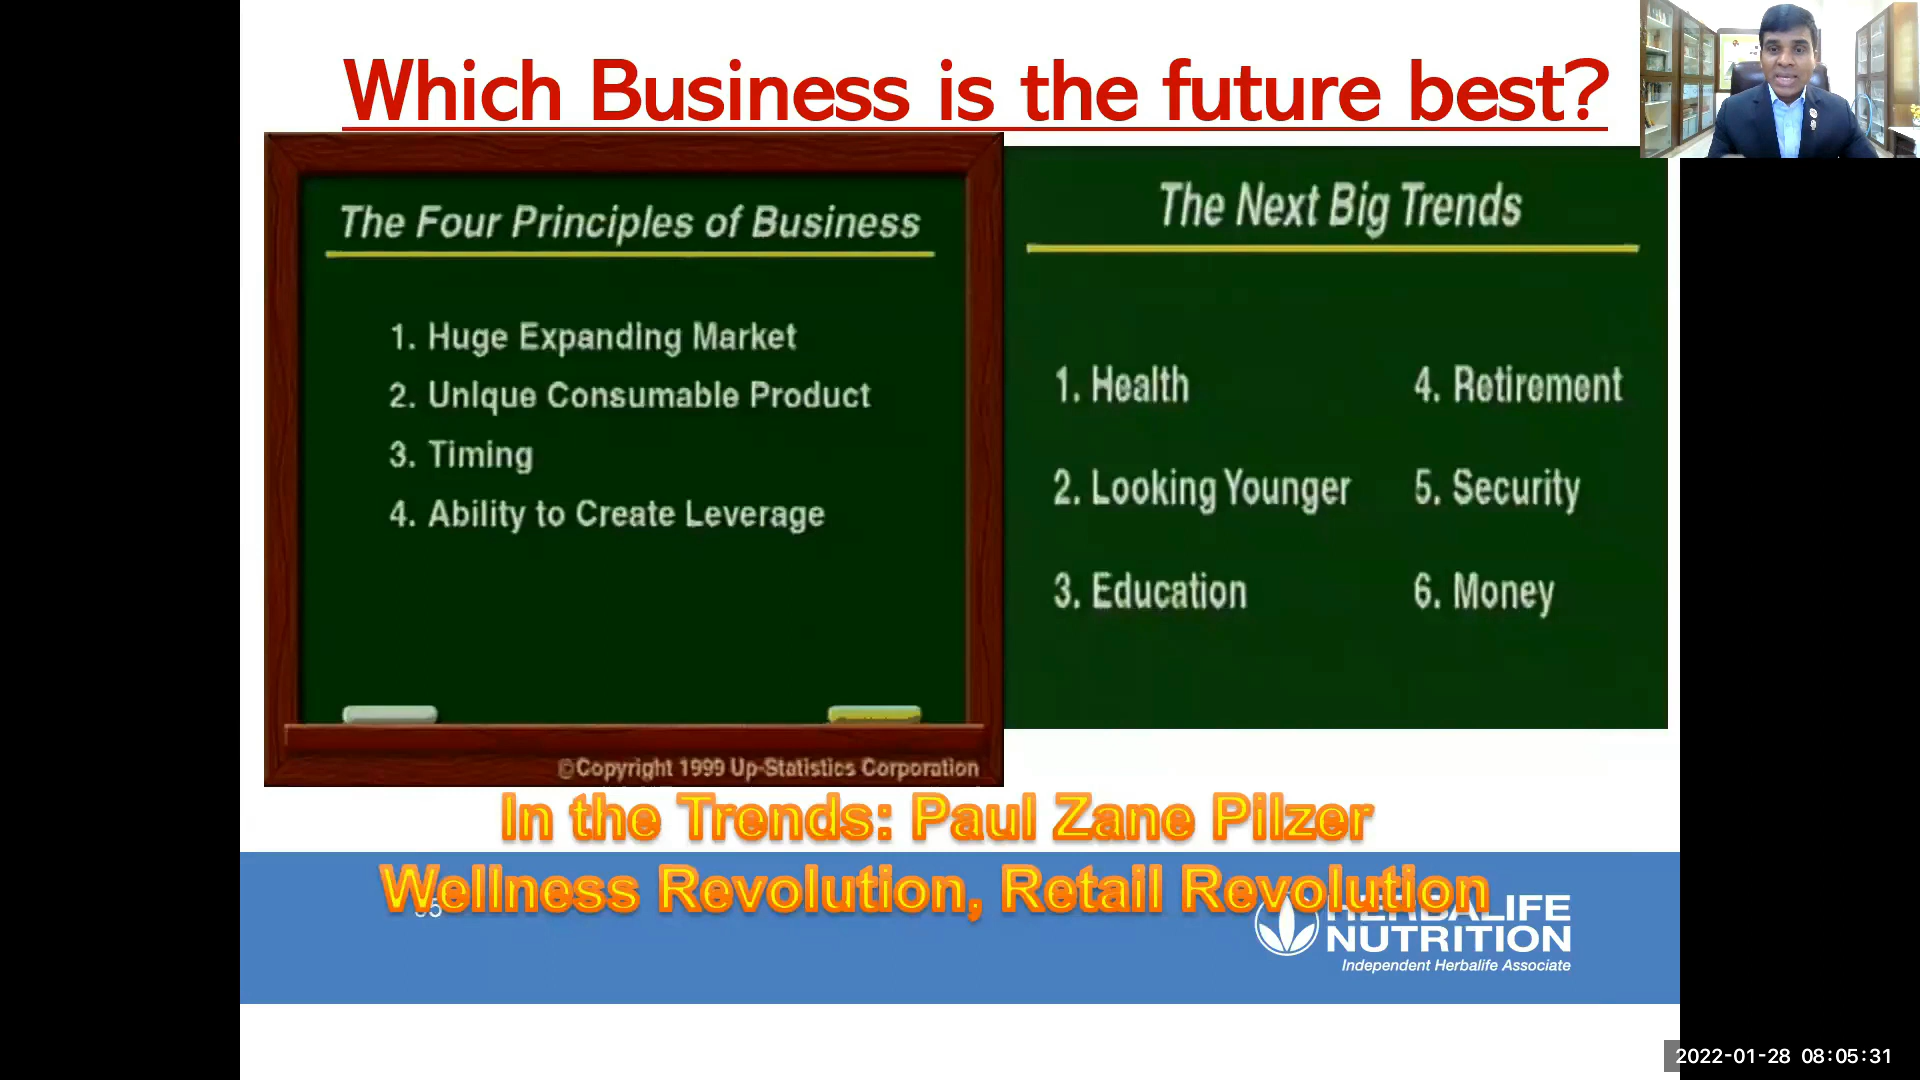 Which Business is the future best?
The Four Principles of Business
1. Huge Expanding Market
2. Unique Consumable Product
3. Timing
4. Ability to Create Leverage
©Copyright 1999 Up-Statistics Corporation
The Next Big Trends
1. Health
2. Looking Younger
3. Education
4. Retirement
5. Security
6. Money
In the Trends: Paul Zane Pilzer
Wellness Revolution, Retail Revolution
HERBALIFE
NUTRITION
Independent Herbalife Associate
2022-01-28 08:05:31